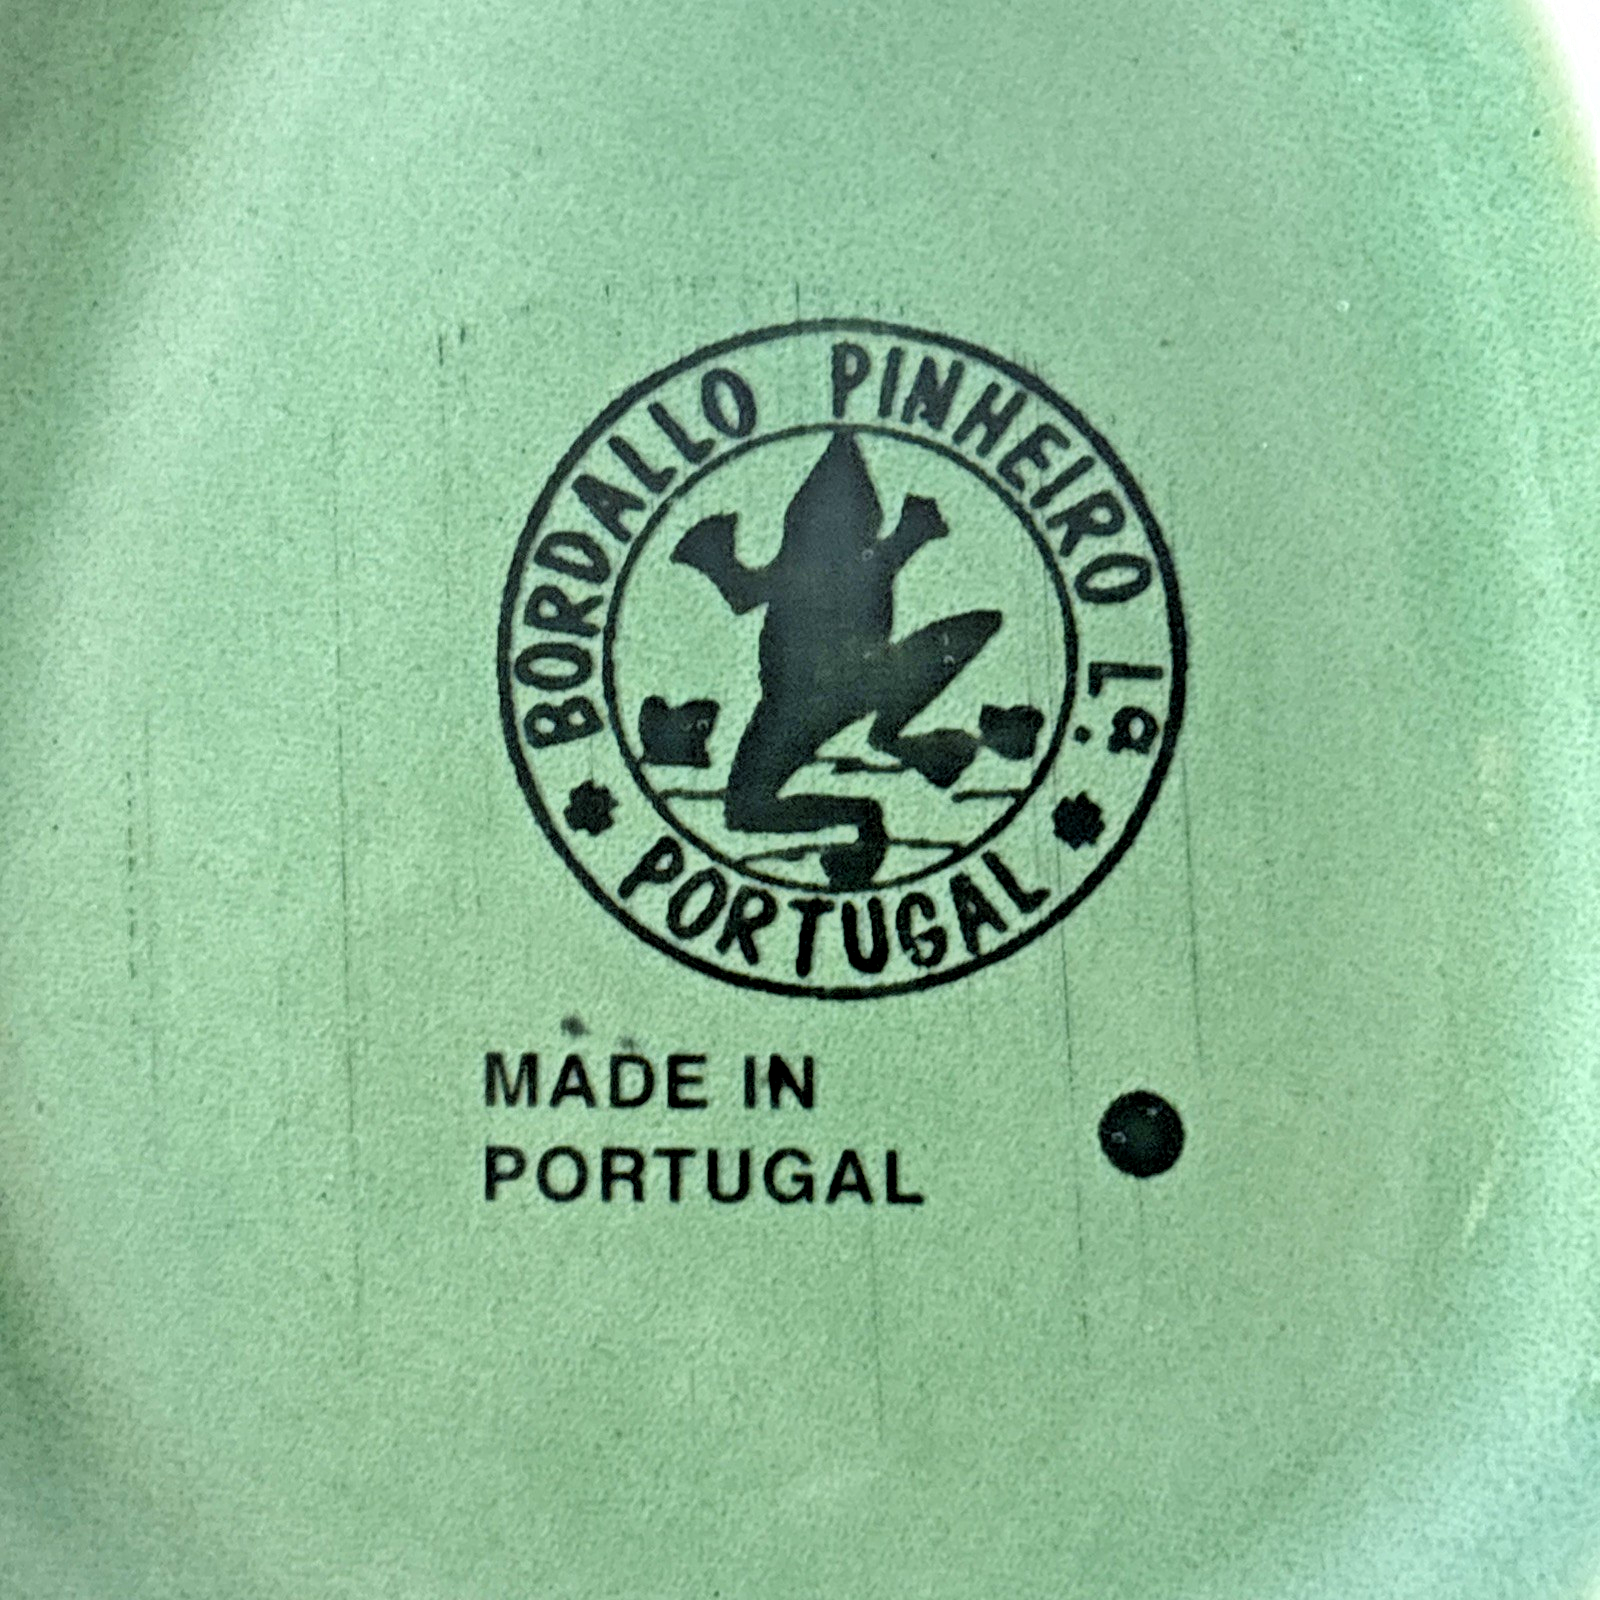 BORDALLO PINHEIRO Lª.
PORTUGAL
MADE IN
PORTUGAL